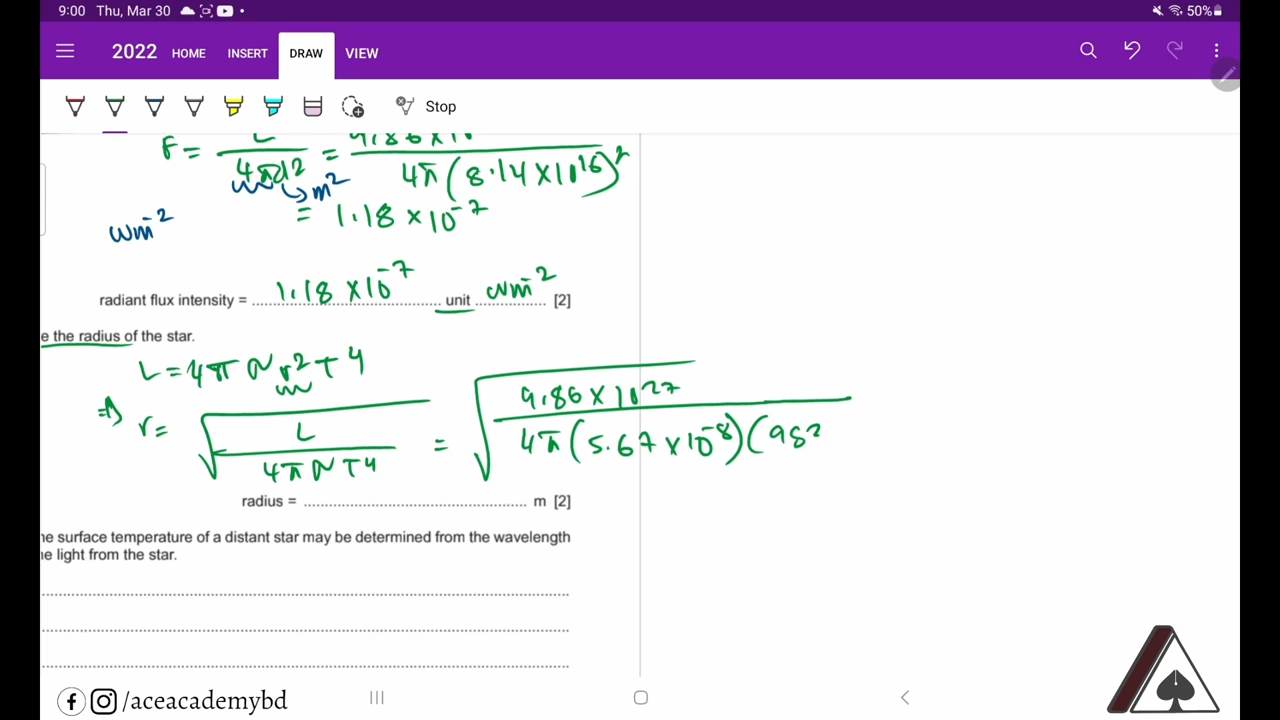 9:00 Thu, Mar 30 50%
2022 HOME INSERT DRAW VIEW
Stop
F = L / 4πd² = 9.86 × 10 / 4π(8.14 × 10¹⁶)²
→ m²
Wm⁻²
= 1.18 × 10⁻⁷
radiant flux intensity = 1.18 × 10⁻⁷ unit Wm⁻² [2]
e the radius of the star.
L = 4πσr²T⁴
⇒ r = √(L / 4πσT⁴) = √(9.86 × 10²⁷ / 4π(5.67 × 10⁻⁸)(98
radius = ........................................ m [2]
he surface temperature of a distant star may be determined from the wavelength
e light from the star.
/aceacademybd